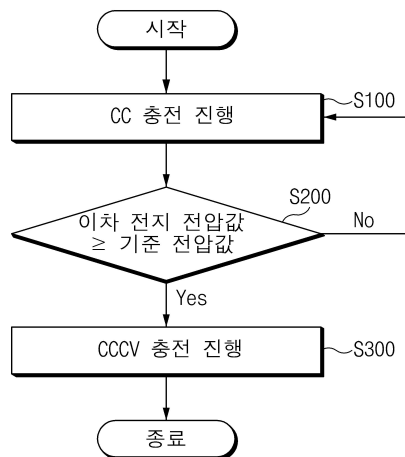 시작
CC 충전 진행
S100
이차 전지 전압값
≥ 기준 전압값
S200
No
Yes
CCCV 충전 진행
S300
종료